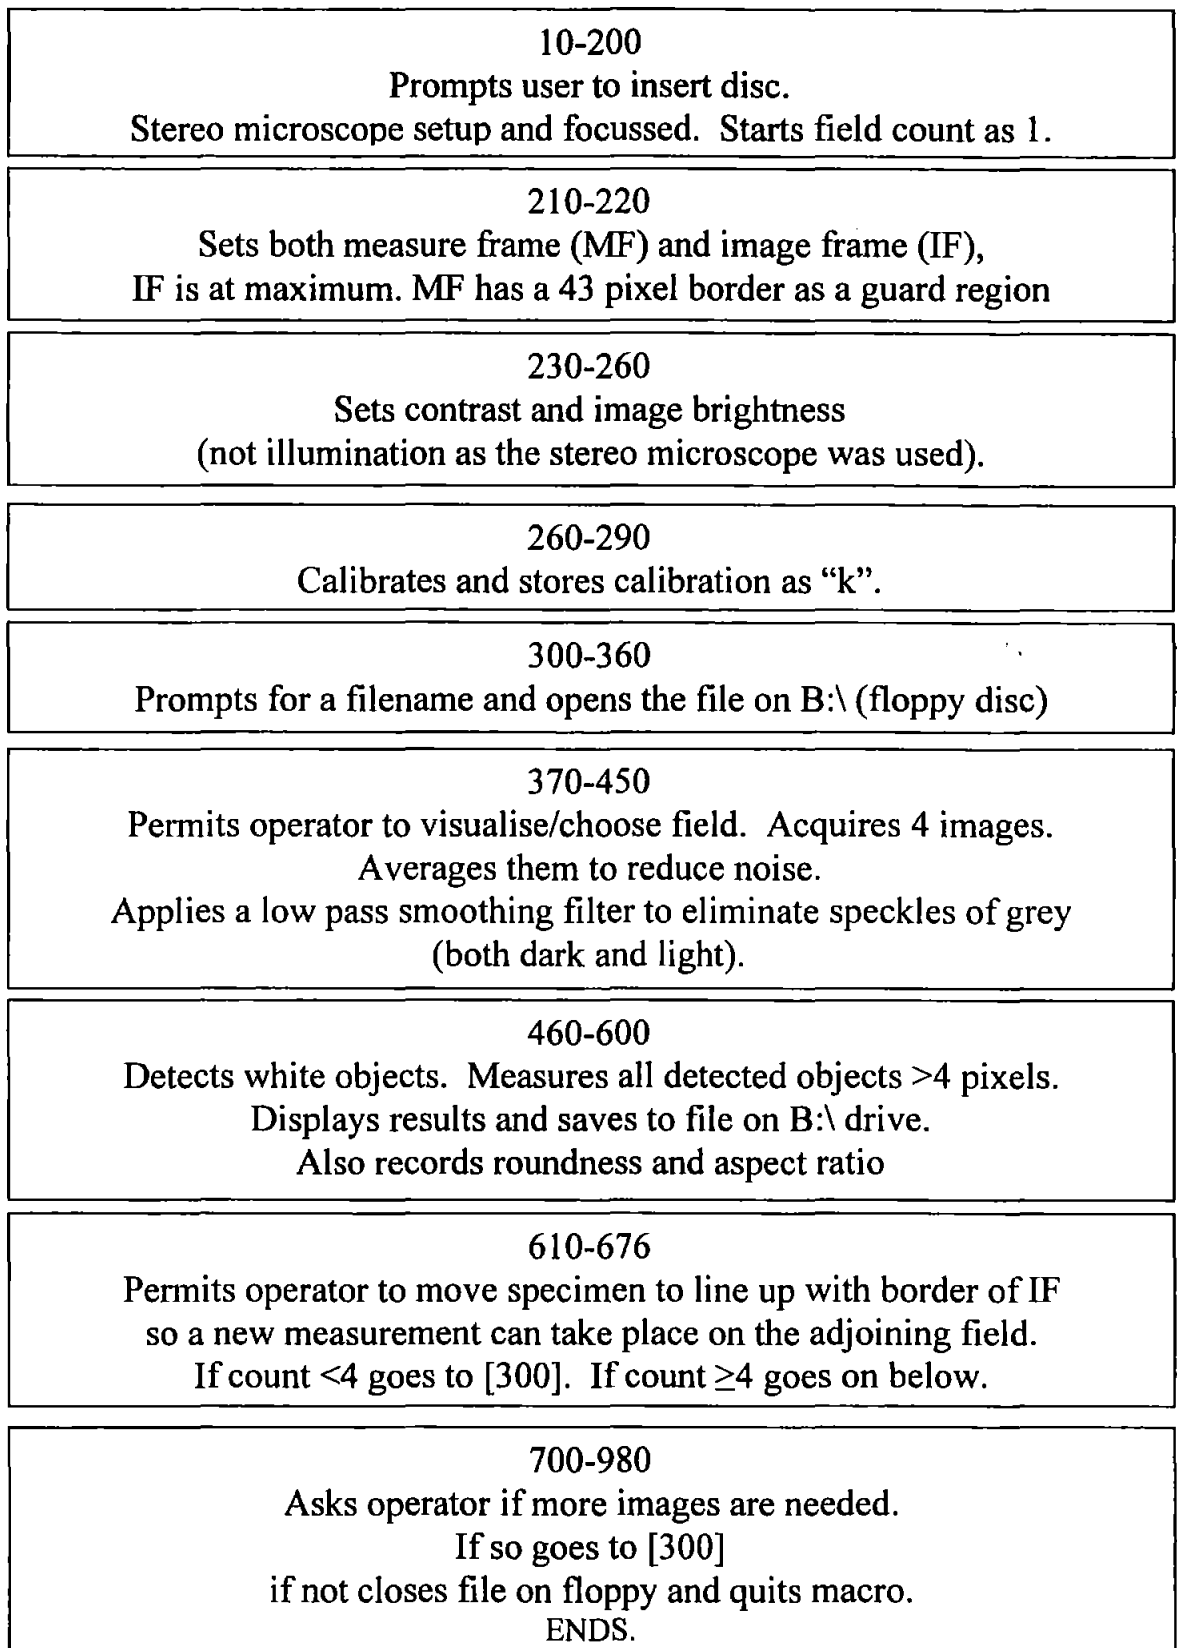 10-200
Prompts user to insert disc.
Stereo microscope setup and focussed. Starts field count as 1.
210-220
Sets both measure frame (MF) and image frame (IF),
IF is at maximum. MF has a 43 pixel border as a guard region
230-260
Sets contrast and image brightness
(not illumination as the stereo microscope was used).
260-290
Calibrates and stores calibration as “k”.
300-360
Prompts for a filename and opens the file on B:\ (floppy disc)
370-450
Permits operator to visualise/choose field. Acquires 4 images.
Averages them to reduce noise.
Applies a low pass smoothing filter to eliminate speckles of grey
(both dark and light).
460-600
Detects white objects. Measures all detected objects >4 pixels.
Displays results and saves to file on B:\ drive.
Also records roundness and aspect ratio
610-676
Permits operator to move specimen to line up with border of IF
so a new measurement can take place on the adjoining field.
If count <4 goes to [300]. If count ≥4 goes on below.
700-980
Asks operator if more images are needed.
If so goes to [300]
if not closes file on floppy and quits macro.
ENDS.